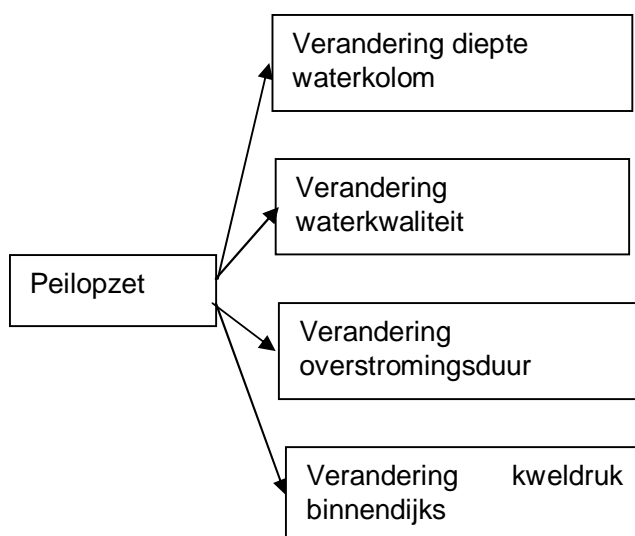 Verandering diepte
waterkolom
Verandering
waterkwaliteit
Peilopzet
Verandering
overstromingsduur
Verandering kweldruk
binnendijks